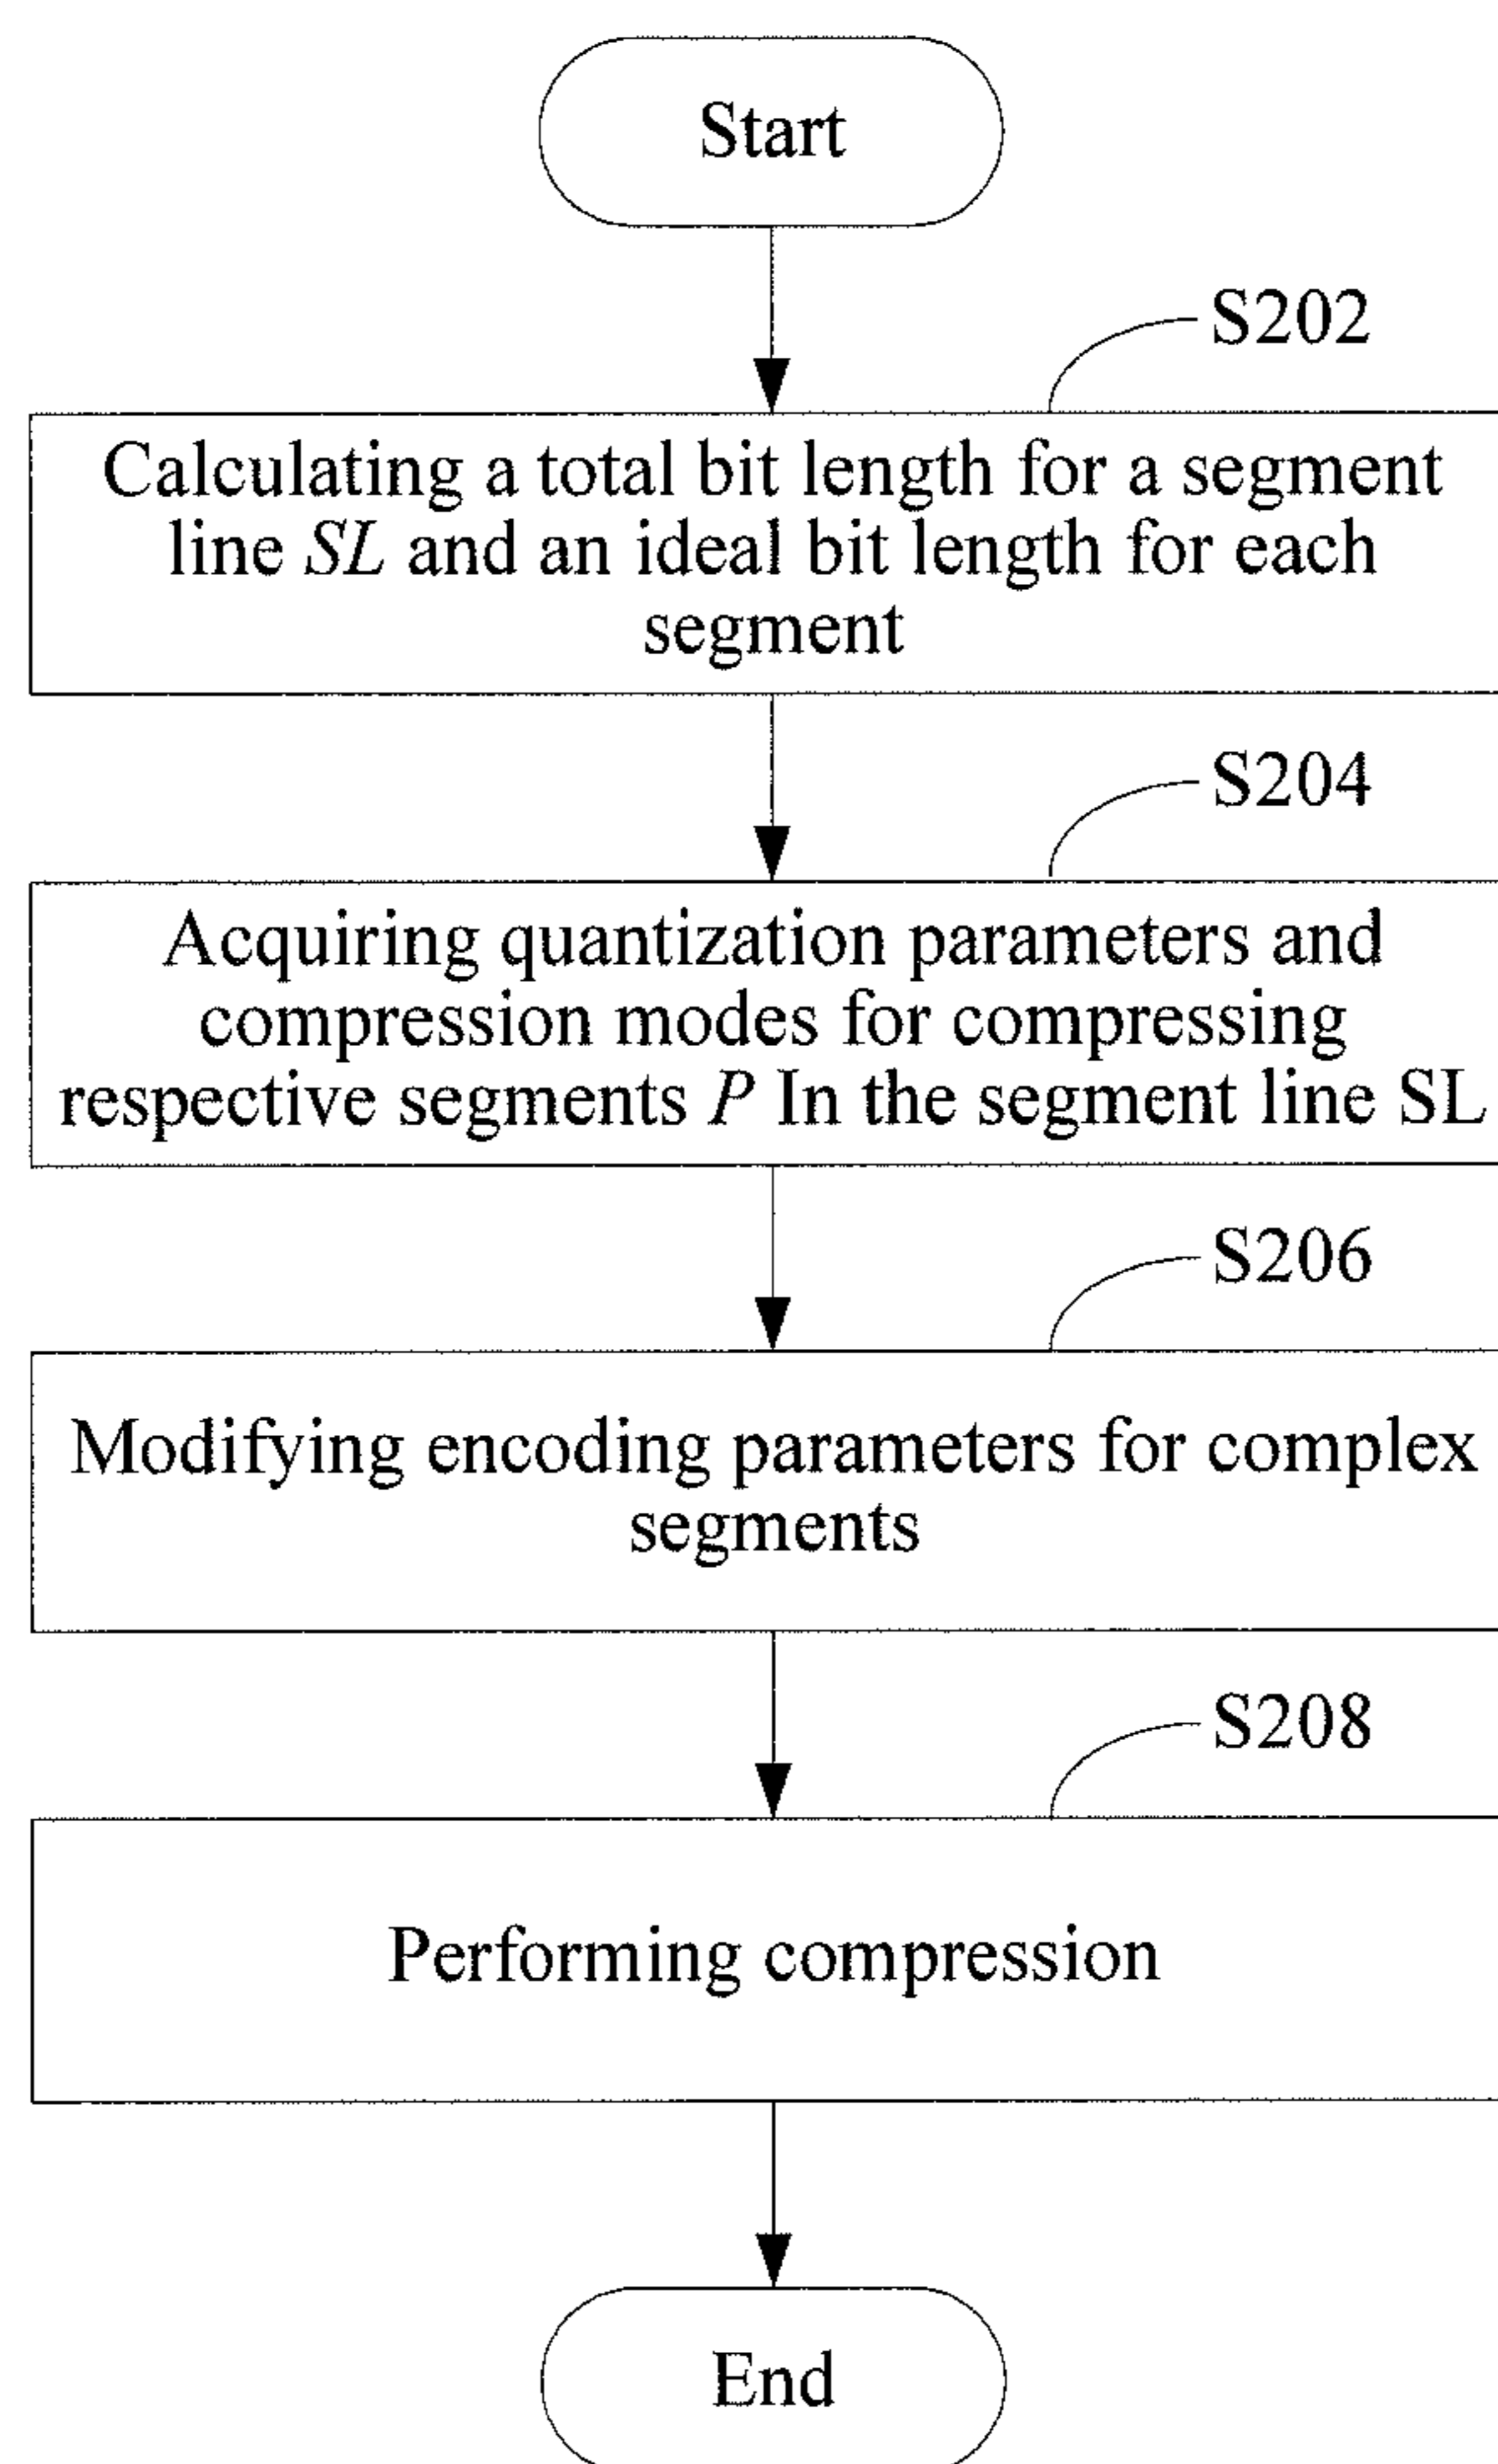 Start
S202
Calculating a total bit length for a segment
line SL and an ideal bit length for each
segment
S204
Acquiring quantization parameters and
compression modes for compressing
respective segments P In the segment line SL
S206
Modifying encoding parameters for complex
segments
S208
Performing compression
End